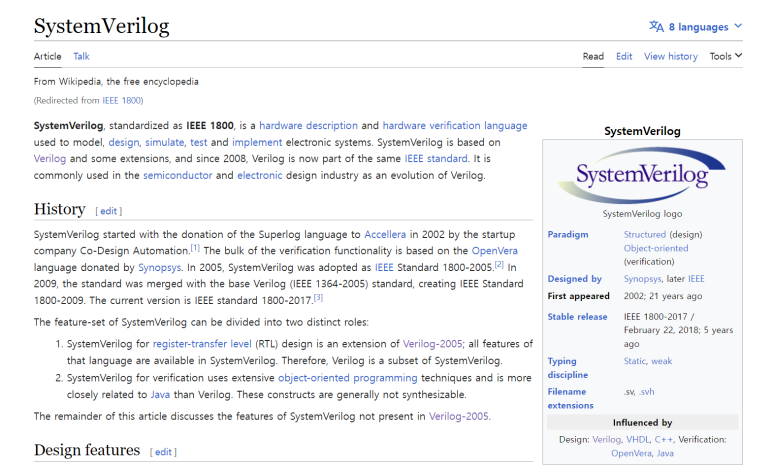 SystemVerilog
8 languages
Article Talk
Read Edit View history Tools
From Wikipedia, the free encyclopedia
(Redirected from IEEE 1800)
SystemVerilog, standardized as IEEE 1800, is a hardware description and hardware verification language
used to model, design, simulate, test and implement electronic systems. SystemVerilog is based on
Verilog and some extensions, and since 2008, Verilog is now part of the same IEEE standard. It is
commonly used in the semiconductor and electronic design industry as an evolution of Verilog.
History [ edit ]
SystemVerilog started with the donation of the Superlog language to Accellera in 2002 by the startup
company Co-Design Automation.[1] The bulk of the verification functionality is based on the OpenVera
language donated by Synopsys. In 2005, SystemVerilog was adopted as IEEE Standard 1800-2005.[2] In
2009, the standard was merged with the base Verilog (IEEE 1364-2005) standard, creating IEEE Standard
1800-2009. The current version is IEEE standard 1800-2017.[3]
The feature-set of SystemVerilog can be divided into two distinct roles:
1. SystemVerilog for register-transfer level (RTL) design is an extension of Verilog-2005; all features of
that language are available in SystemVerilog. Therefore, Verilog is a subset of SystemVerilog.
2. SystemVerilog for verification uses extensive object-oriented programming techniques and is more
closely related to Java than Verilog. These constructs are generally not synthesizable.
The remainder of this article discusses the features of SystemVerilog not present in Verilog-2005.
Design features [ edit ]
SystemVerilog
SystemVerilog
SystemVerilog logo
Paradigm Structured (design)
Object-oriented
(verification)
Designed by Synopsys, later IEEE
First appeared 2002; 21 years ago
Stable release IEEE 1800-2017 /
February 22, 2018; 5 years
ago
Typing Static, weak
discipline
Filename .sv, .svh
extensions
Influenced by
Design: Verilog, VHDL, C++, Verification:
OpenVera, Java